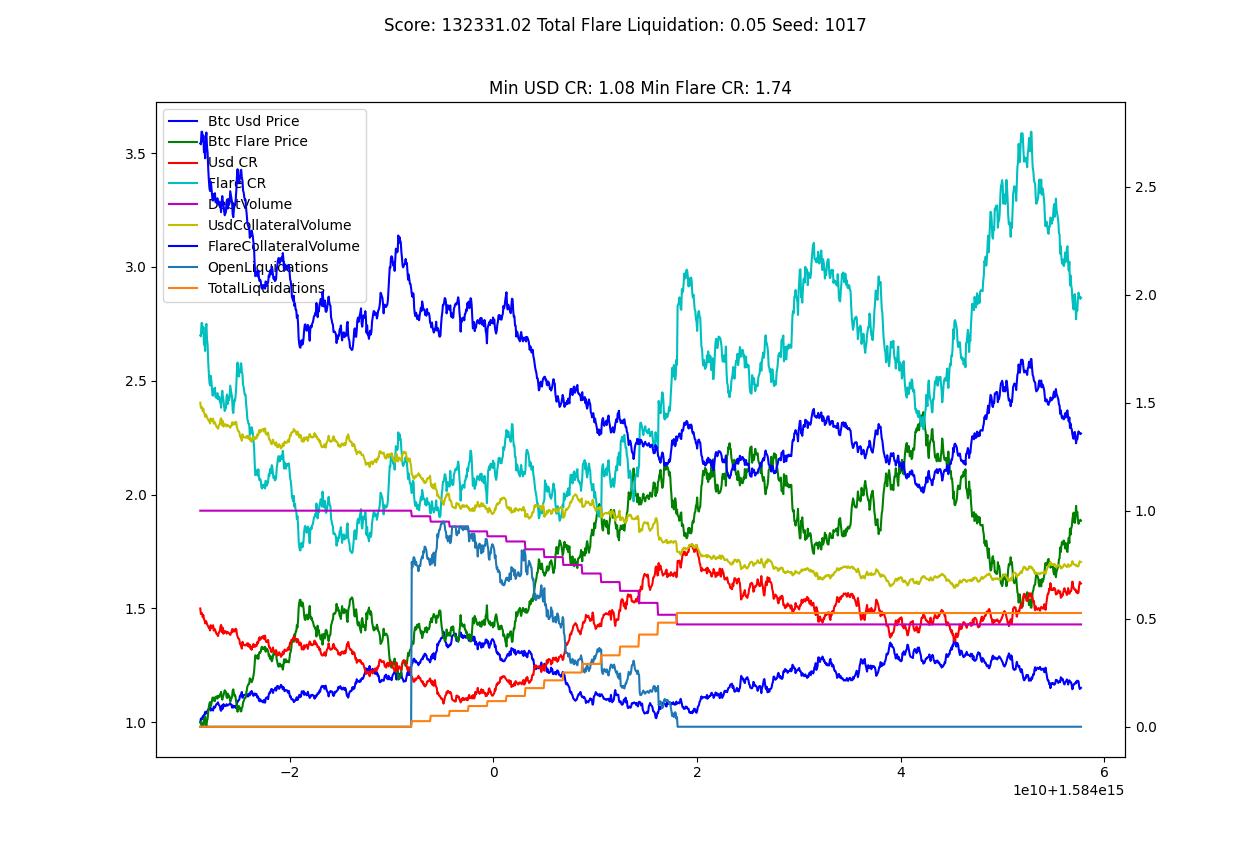 Score: 132331.02 Total Flare Liquidation: 0.05 Seed: 1017
Min USD CR: 1.08 Min Flare CR: 1.74
Btc Usd Price
Btc Flare Price
Usd CR
Flare CR
DebtVolume
UsdCollateralVolume
FlareCollateralVolume
OpenLiquidations
TotalLiquidations
3.5
3.0
2.5
2.0
1.5
1.0
2.5
2.0
1.5
1.0
0.5
0.0
−2 0 2 4 6
1e10+1.584e15